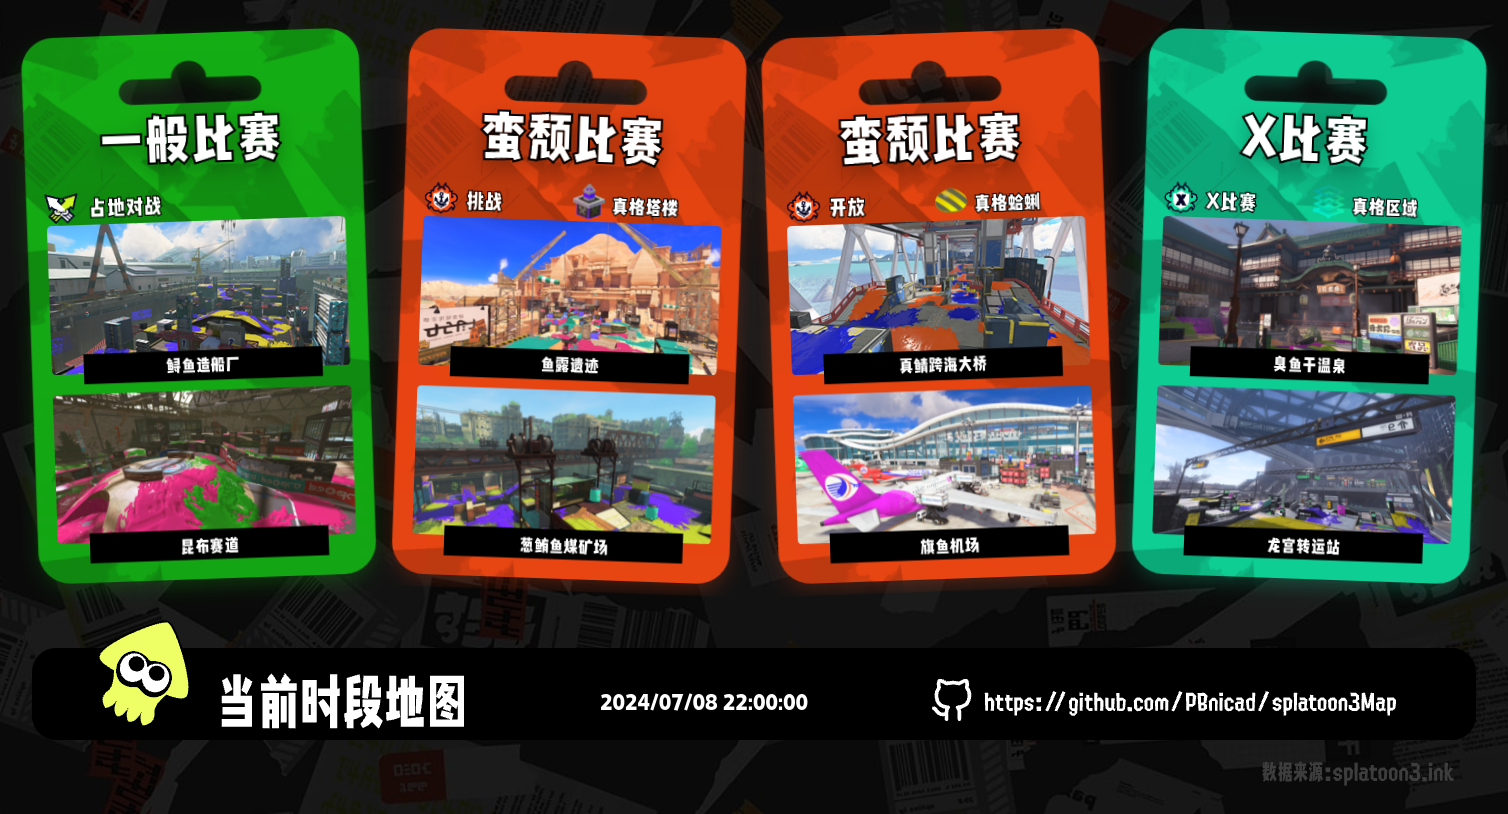 一般比赛
占地对战
鲟鱼造船厂
昆布赛道
蛮颓比赛
挑战
真格塔楼
鱼露遗迹
葱鲔鱼煤矿场
蛮颓比赛
开放
真格蛤蜊
真鲷跨海大桥
旗鱼机场
X比赛
X比赛
真格区域
臭鱼干温泉
龙宫转运站
当前时段地图
2024/07/08 22:00:00
https://github.com/PBnicad/splatoon3Map
数据来源:splatoon3.ink